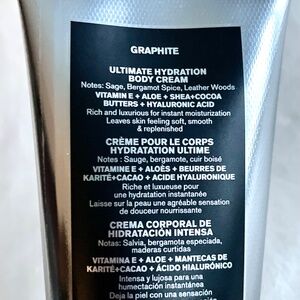 GRAPHITE
ULTIMATE HYDRATION
BODY CREAM
Notes: Sage, Bergamot Spice, Leather Woods
VITAMIN E + ALOE + SHEA+COCOA
BUTTERS + HYALURONIC ACID
Rich and luxurious for instant moisturization
Leaves skin feeling soft, smooth
& replenished
CRÈME POUR LE CORPS
HYDRATATION ULTIME
Notes : Sauge, bergamote, cuir boisé
VITAMINE E + ALOÈS + BEURRES DE
KARITÉ+CACAO + ACIDE HYALURONIQUE
Riche et luxueuse pour
une hydratation instantanée
Laisse sur la peau une agréable sensation
de douceur nourrissante
CREMA CORPORAL DE
HIDRATACIÓN INTENSA
Notas: Salvia, bergamota especiada,
maderas curtidas
VITAMINA E + ALOE + MANTECAS DE
KARITÉ+CACAO + ÁCIDO HIALURÓNICO
Intensa y lujosa para una
humectación instantánea
Deja la piel con una sensación